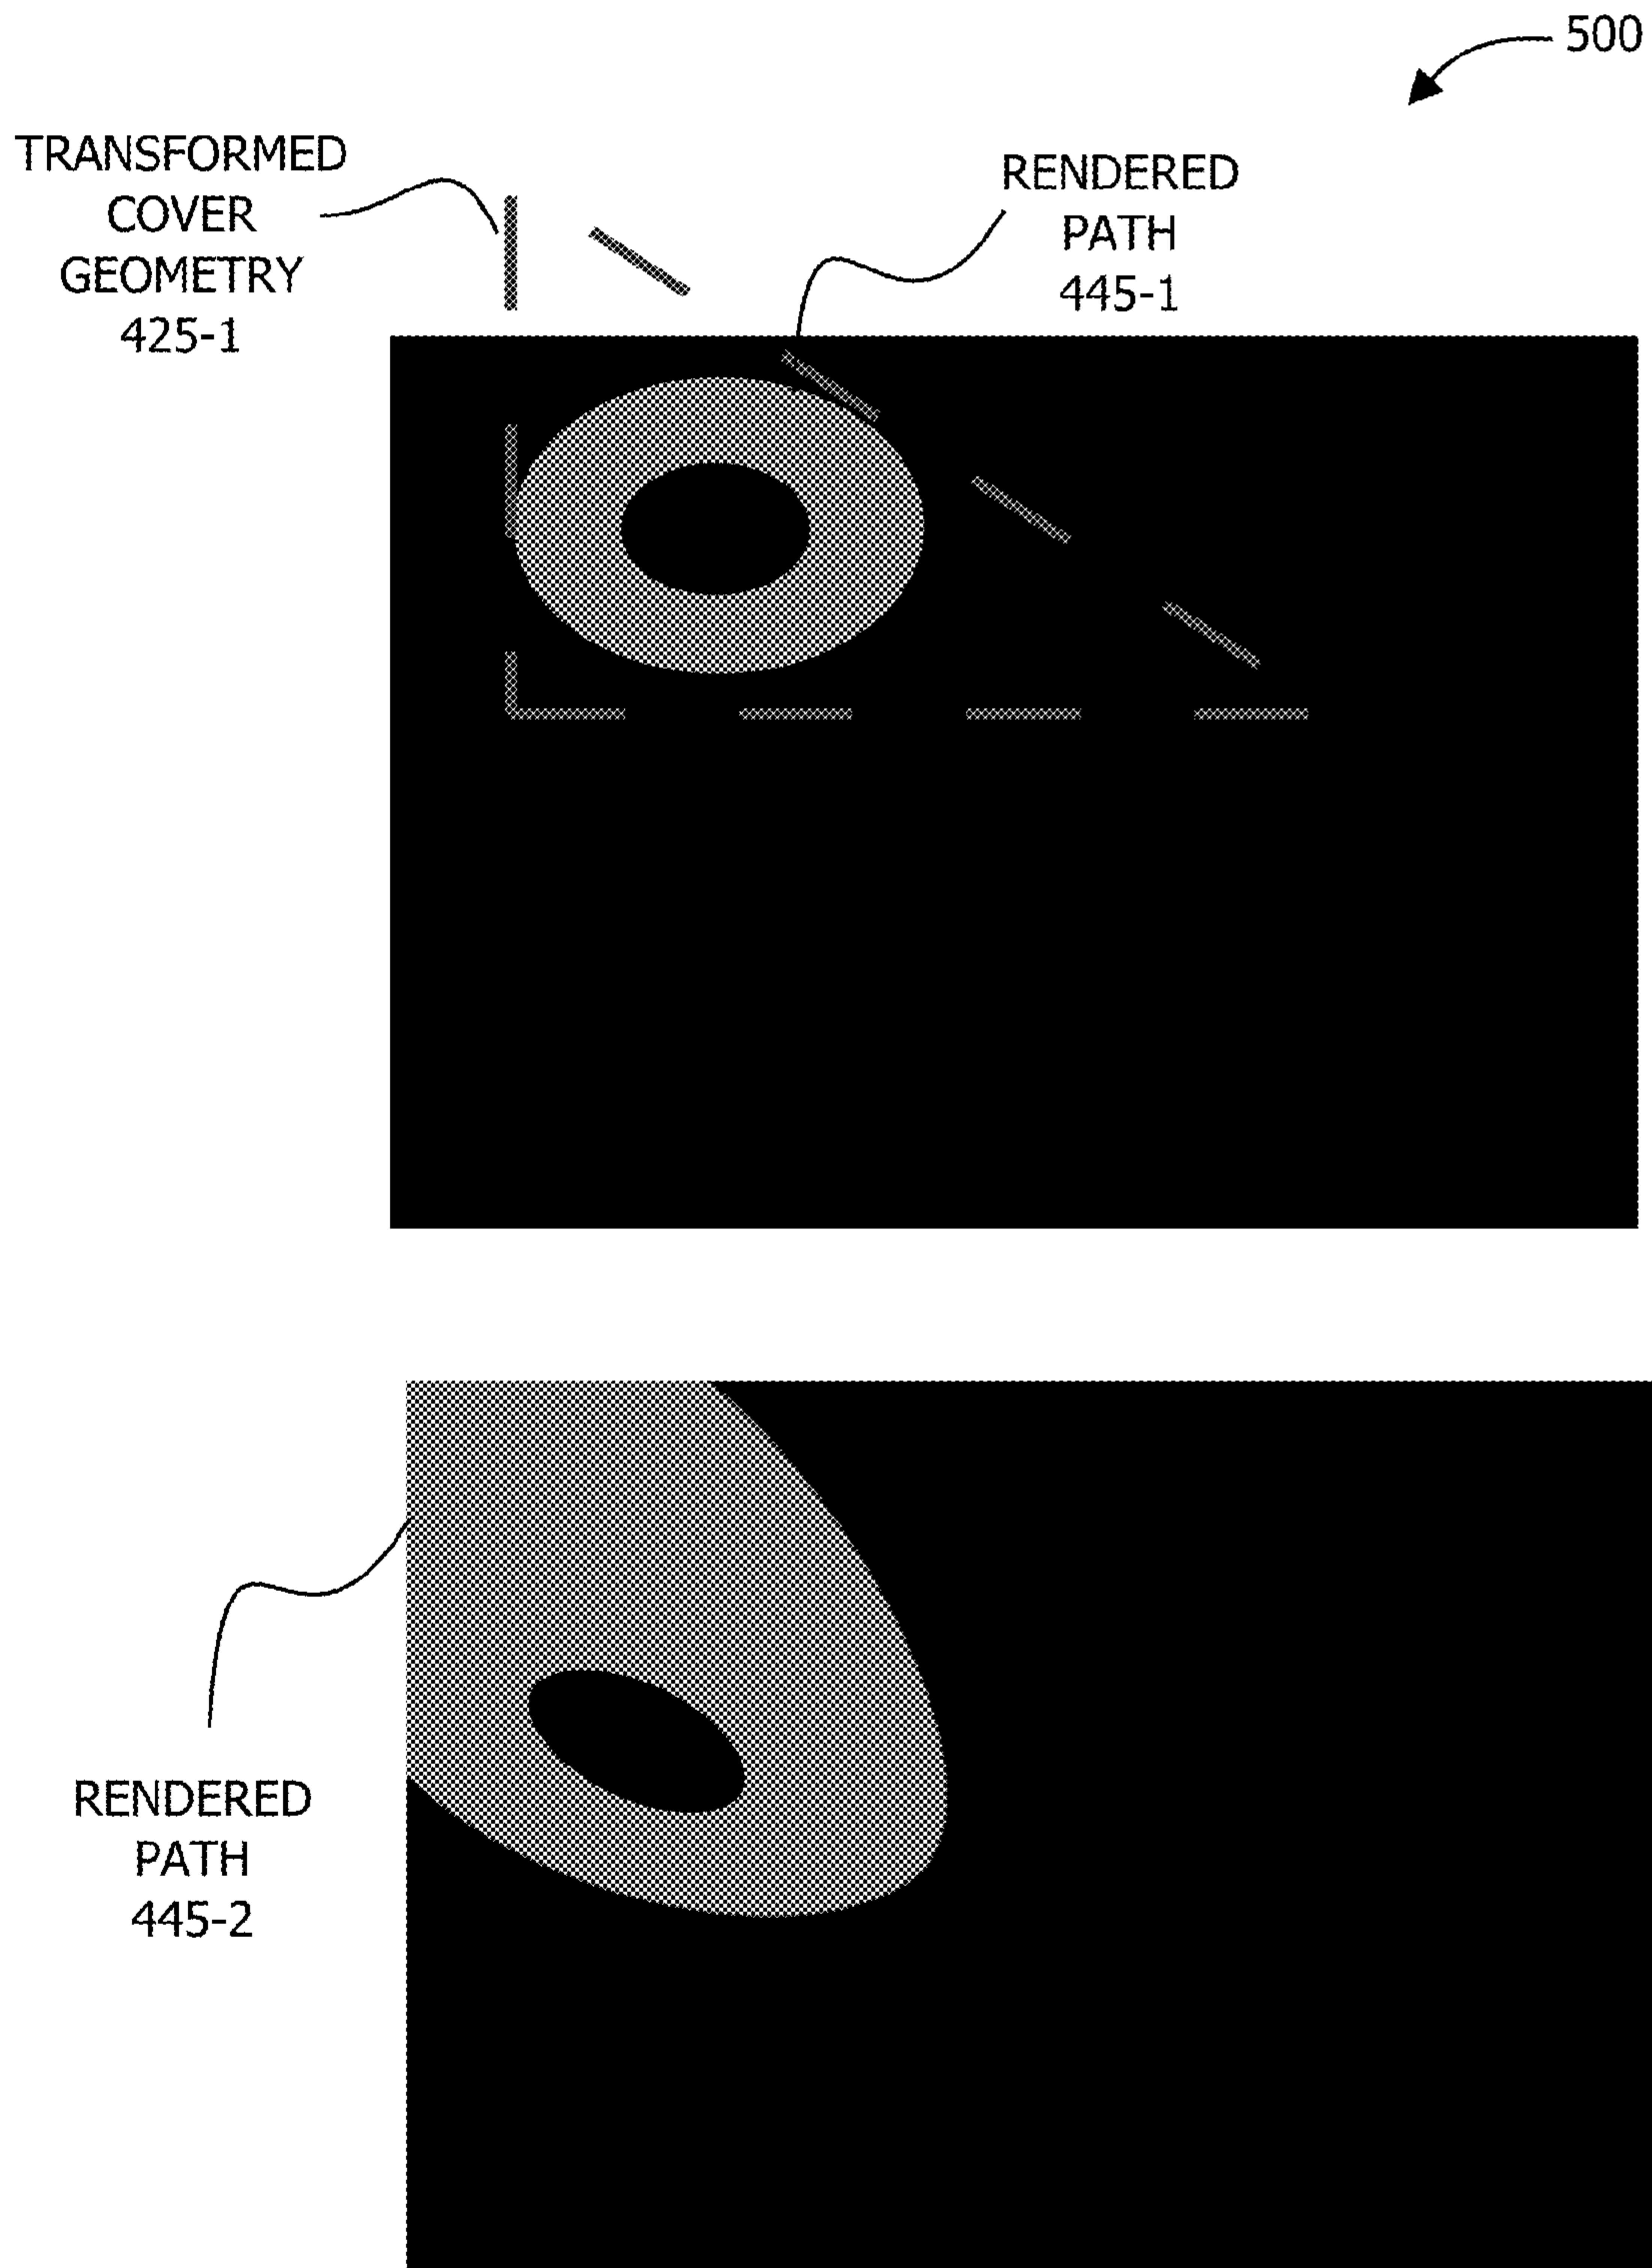 500
TRANSFORMED
COVER
GEOMETRY
425-1
RENDERED
PATH
445-1
RENDERED
PATH
445-2